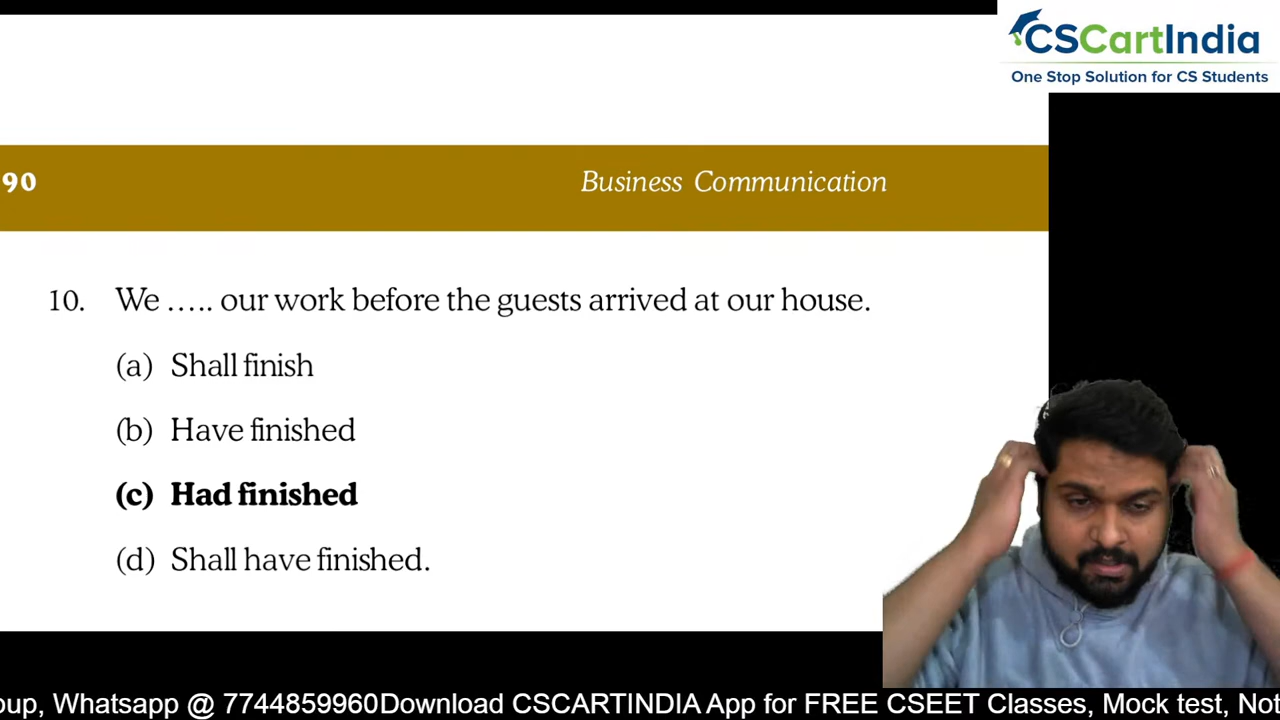 CSCartIndia
One Stop Solution for CS Students
90 Business Communication
10. We ..... our work before the guests arrived at our house.
(a) Shall finish
(b) Have finished
(c) Had finished
(d) Shall have finished.
Whatsapp @ 7744859960Download CSCARTINDIA App for FREE CSEET Classes, Mock test,